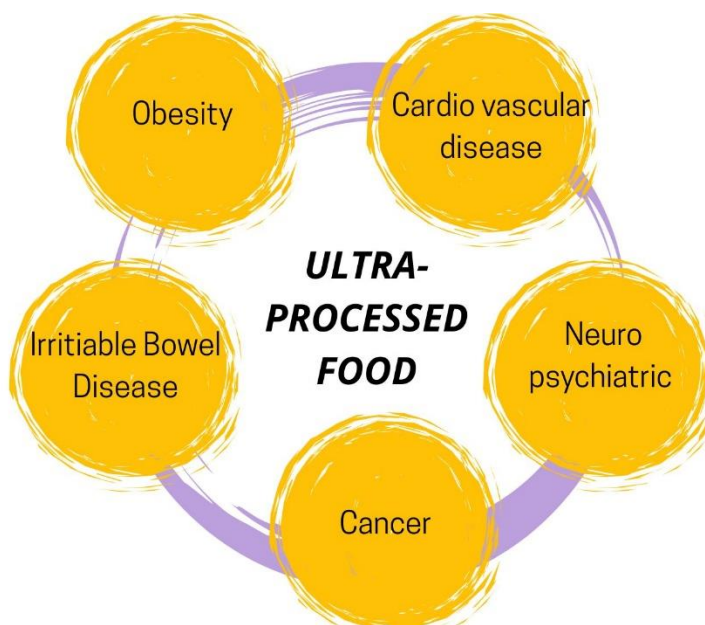 Obesity
Cardio vascular
disease
ULTRA-
PROCESSED
FOOD
Neuro
psychiatric
Cancer
Irritiable Bowel
Disease